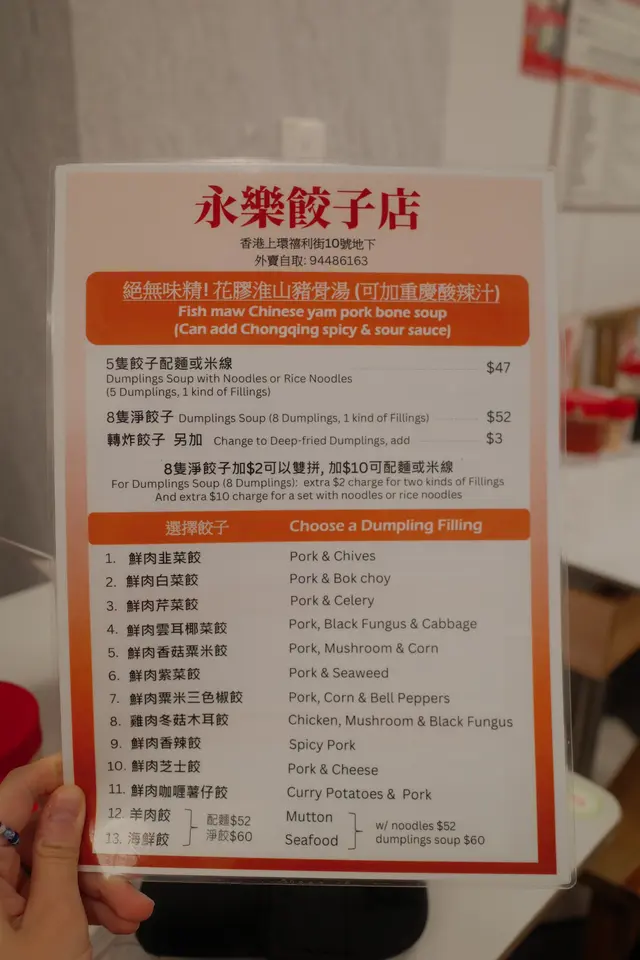 永樂餃子店
香港上環禧利街10號地下
外賣自取: 94486163
絕無味精! 花膠淮山豬骨湯 (可加重慶酸辣汁)
Fish maw Chinese yam pork bone soup
(Can add Chongqing spicy & sour sauce)
5隻餃子配麵或米線 $47
Dumplings Soup with Noodles or Rice Noodles
(5 Dumplings, 1 kind of Fillings)
8隻淨餃子 Dumplings Soup (8 Dumplings, 1 kind of Fillings) $52
轉炸餃子 另加 Change to Deep-fried Dumplings, add $3
8隻淨餃子加$2可以雙拼, 加$10可配麵或米線
For Dumplings Soup (8 Dumplings): extra $2 charge for two kinds of Fillings
And extra $10 charge for a set with noodles or rice noodles
選擇餃子 Choose a Dumpling Filling
1. 鮮肉韭菜餃 Pork & Chives
2. 鮮肉白菜餃 Pork & Bok choy
3. 鮮肉芹菜餃 Pork & Celery
4. 鮮肉雲耳椰菜餃 Pork, Black Fungus & Cabbage
5. 鮮肉香菇粟米餃 Pork, Mushroom & Corn
6. 鮮肉紫菜餃 Pork & Seaweed
7. 鮮肉粟米三色椒餃 Pork, Corn & Bell Peppers
8. 雞肉冬菇木耳餃 Chicken, Mushroom & Black Fungus
9. 鮮肉香辣餃 Spicy Pork
10. 鮮肉芝士餃 Pork & Cheese
11. 鮮肉咖喱薯仔餃 Curry Potatoes & Pork
12. 羊肉餃 配麵$52 Mutton w/ noodles $52
13. 海鮮餃 淨餃$60 Seafood dumplings soup $60